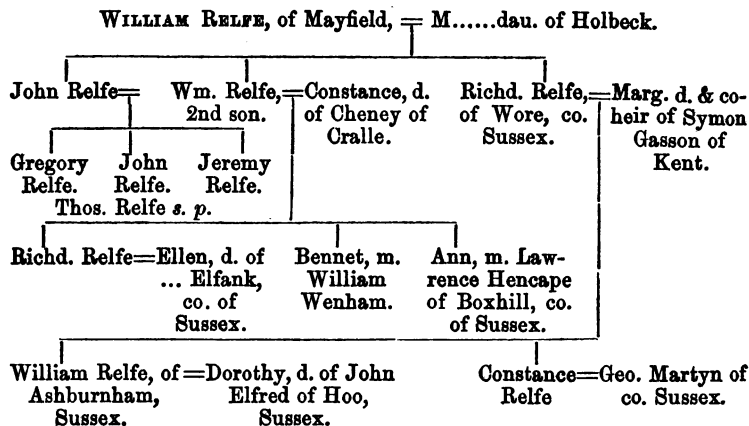 WILLIAM RELFE, of Mayfield, = M......dau. of Holbeck.
John Relfe= Wm. Relfe,=Constance, d. Richd. Relfe,=Marg. d. & co-
2nd son. of Cheney of of Wore, co. heir of Symon
Cralle. Sussex. Gasson of
Kent.
Gregory John Jeremy
Relfe. Relfe. Relfe.
Thos. Relfe s. p.
Richd. Relfe=Ellen, d. of Bennet, m. Ann, m. Law-
... Elfank, William rence Hencape
co. of Wenham. of Boxhill, co.
Sussex. of Sussex.
William Relfe, of=Dorothy, d. of John Constance=Geo. Martyn of
Ashburnham, Elfred of Hoo, Relfe co. Sussex.
Sussex. Sussex.